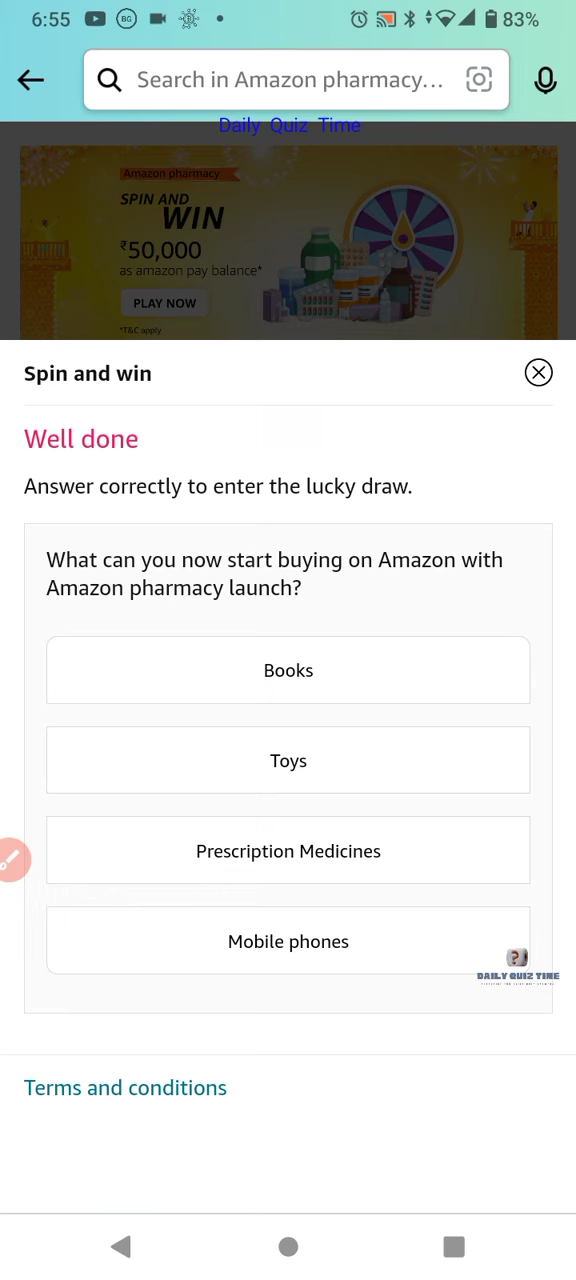 6:55
BG
83%
Search in Amazon pharmacy...
Daily Quiz Time
Amazon pharmacy
SPIN AND
WIN
₹50,000
as amazon pay balance*
PLAY NOW
*T&C apply
Spin and win
Well done
Answer correctly to enter the lucky draw.
What can you now start buying on Amazon with
Amazon pharmacy launch?
Books
Toys
Prescription Medicines
Mobile phones
DAILY QUIZ TIME
Terms and conditions